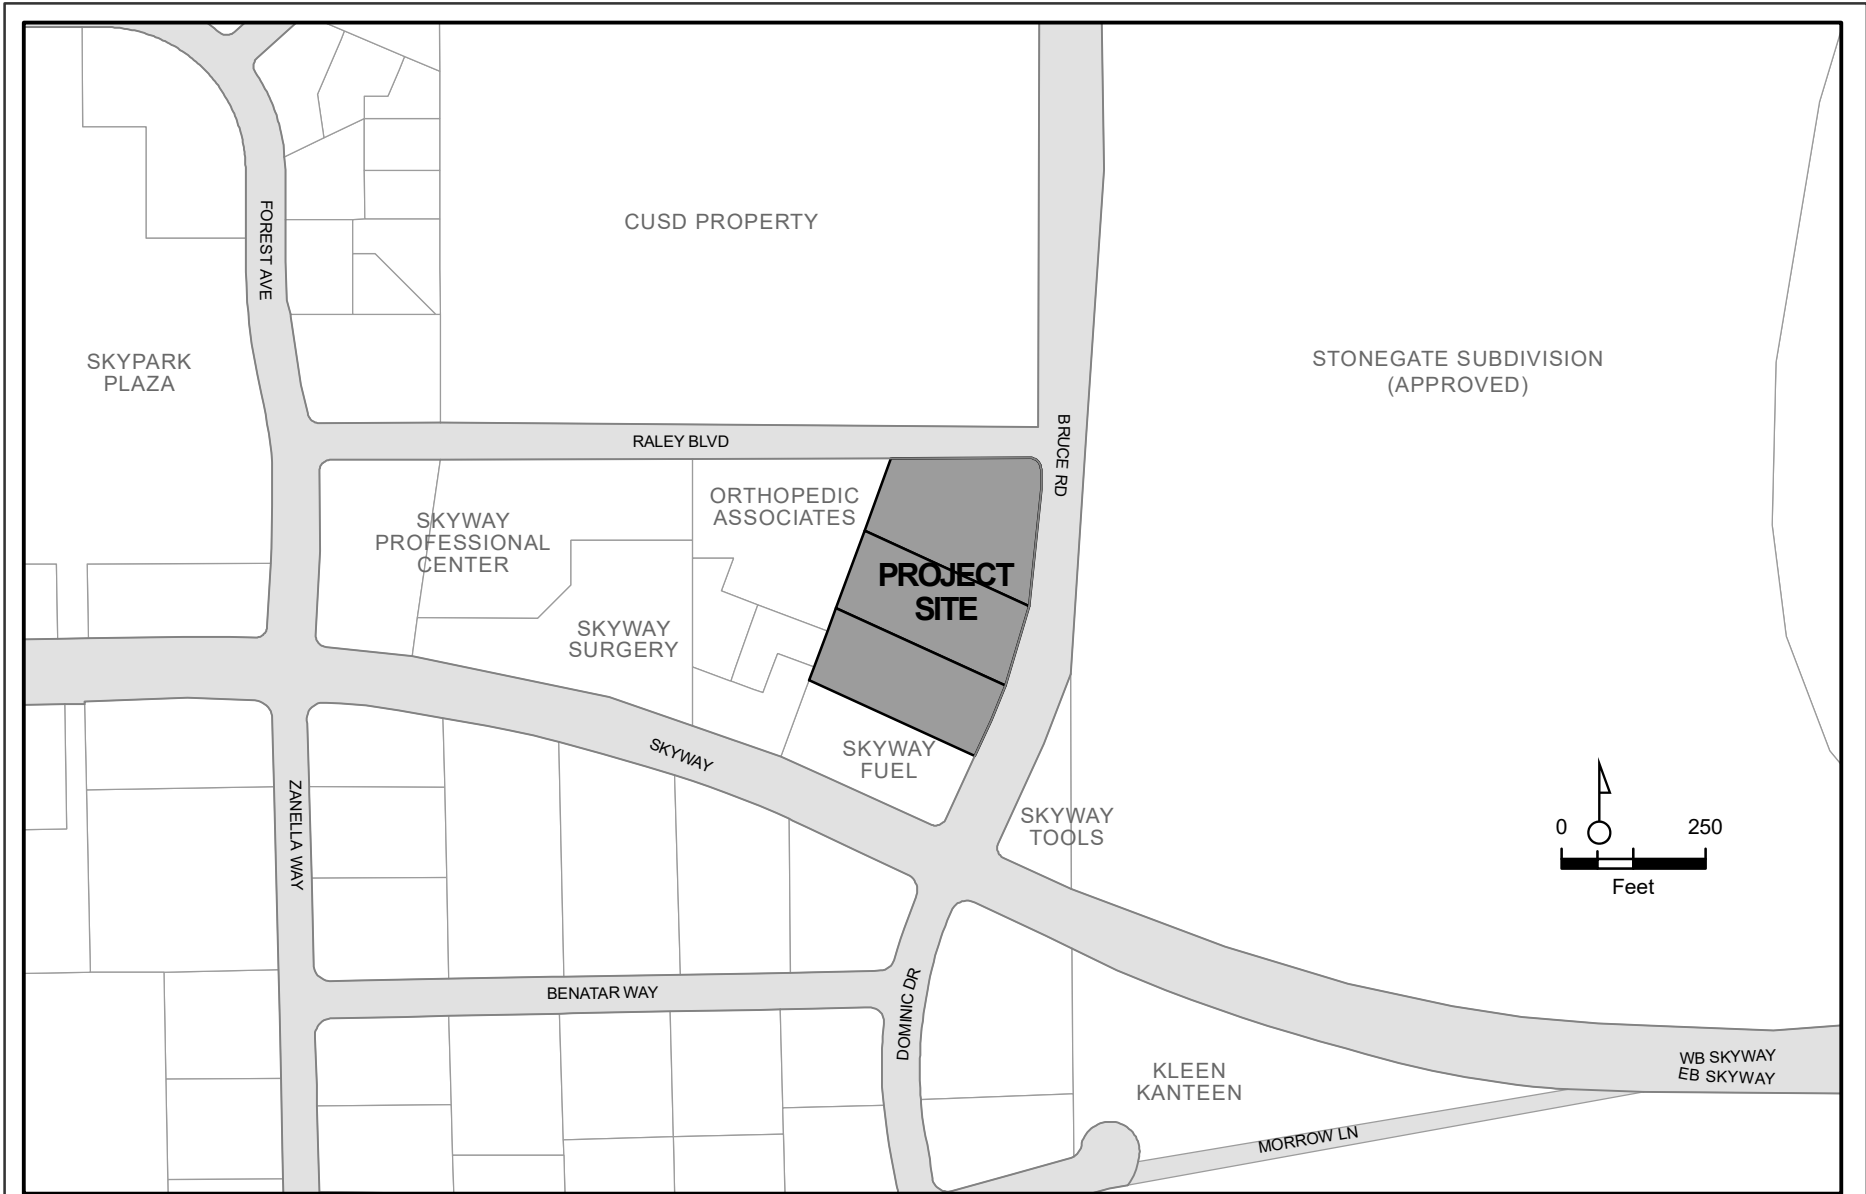 CUSD PROPERTY
FOREST AVE
SKYPARK
PLAZA
STONEGATE SUBDIVISION
(APPROVED)
RALEY BLVD
BRUCE RD
ORTHOPEDIC
ASSOCIATES
SKYWAY
PROFESSIONAL
CENTER
PROJECT
SITE
SKYWAY
SURGERY
SKYWAY
SKYWAY
FUEL
ZANELLA WAY
SKYWAY
TOOLS
0 250
Feet
BENATAR WAY
DOMINIC DR
KLEEN
KANTEEN
WB SKYWAY
EB SKYWAY
MORROW LN